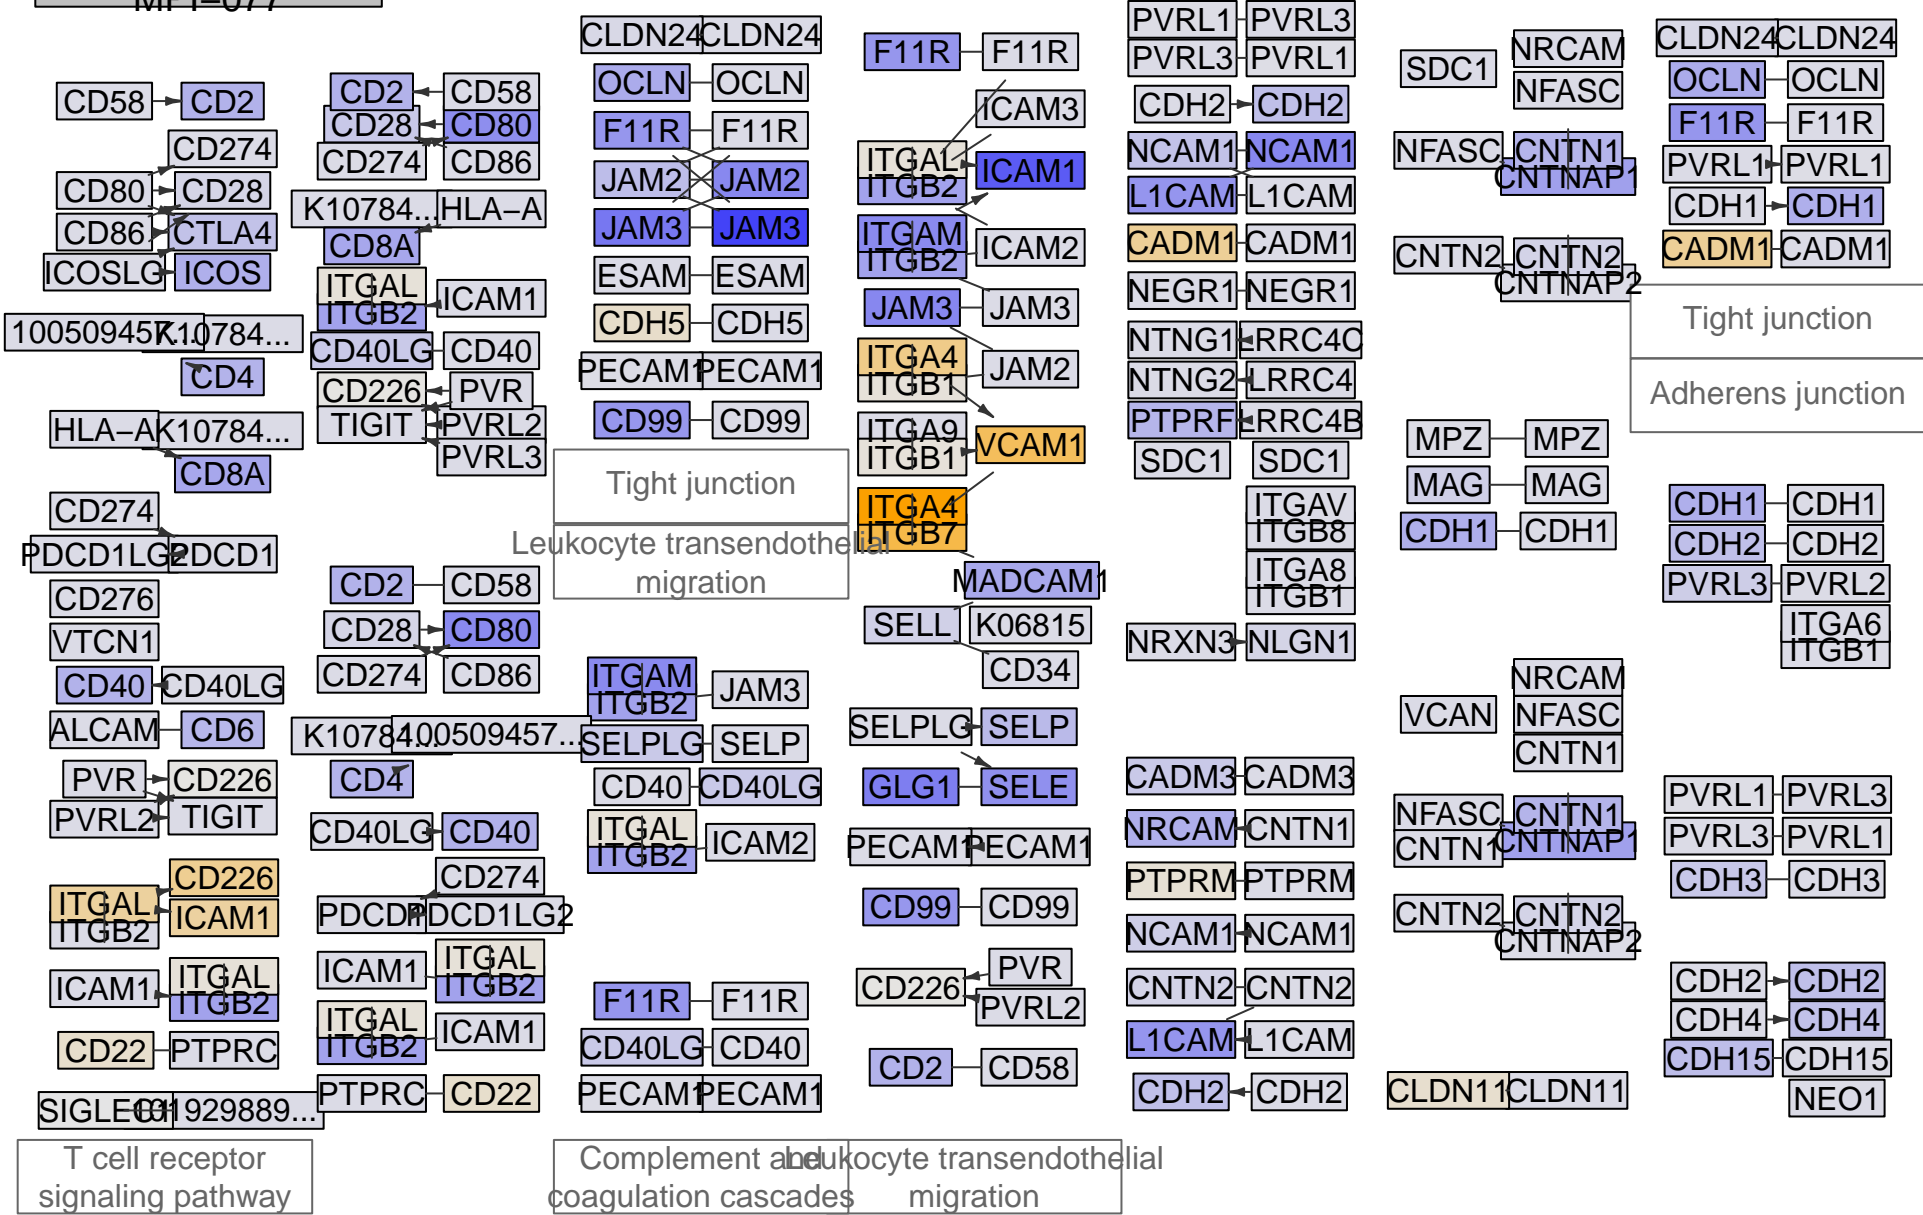 MPT-077
CD58 CD2
CD274
CD80 CD28
CD86 CTLA4
ICOSLG ICOS
100509457... K10784...
CD4
HLA-A K10784...
CD8A
CD274
PDCD1LG2 PDCD1
CD276
VTCN1
CD40 CD40LG
ALCAM CD6
PVR CD226
PVRL2 TIGIT
CD226
ITGAL ICAM1
ITGB2
ICAM1 ITGAL
ITGB2
CD22 PTPRC
T cell receptor
signaling pathway
CD2 CD58
CD28 CD80
CD274 CD86
K10784... HLA-A
CD8A
ITGAL ICAM1
ITGB2
CD40LG CD40
CD226 PVR
TIGIT PVRL2
PVRL3
CD2 CD58
CD28 CD80
CD274 CD86
K10784... 100509457...
CD4
CD40LG CD40
CD274
PDCD1 PDCD1LG2
ICAM1 ITGAL
ITGB2
ITGAL ICAM1
ITGB2
PTPRC CD22
CLDN24 CLDN24
OCLN OCLN
F11R F11R
JAM2 JAM2
JAM3 JAM3
ESAM ESAM
CDH5 CDH5
PECAM1 PECAM1
CD99 CD99
Tight junction
Leukocyte transendothelial
migration
ITGAM JAM3
ITGB2
SELPLG SELP
CD40 CD40LG
ITGAL ICAM2
ITGB2
F11R F11R
CD40LG CD40
PECAM1 PECAM1
Complement and
coagulation cascades
F11R F11R
ICAM3
ITGAL ICAM1
ITGB2
ITGAM ICAM2
ITGB2
JAM3 JAM3
ITGA4 JAM2
ITGB1
ITGA9 VCAM1
ITGB1
ITGA4
ITGB7
MADCAM1
SELL K06815
CD34
SELPLG SELP
GLG1 SELE
PECAM1 PECAM1
CD99 CD99
CD226 PVR
PVRL2
CD2 CD58
Leukocyte transendothelial
migration
PVRL1 PVRL3
PVRL3 PVRL1
CDH2 CDH2
NCAM1 NCAM1
L1CAM L1CAM
CADM1 CADM1
NEGR1 NEGR1
NTNG1 LRRC4C
NTNG2 LRRC4
PTPRF LRRC4B
SDC1 SDC1
ITGAV
ITGB8
ITGA8
ITGB1
NRXN3 NLGN1
CADM3 CADM3
NRCAM CNTN1
PTPRM PTPRM
NCAM1 NCAM1
CNTN2 CNTN2
L1CAM L1CAM
CDH2 CDH2
SDC1 NRCAM
NFASC
NFASC CNTN1
CNTNAP1
CNTN2 CNTN2
CNTNAP2
MPZ MPZ
MAG MAG
CDH1 CDH1
VCAN NRCAM
NFASC
CNTN1
NFASC CNTN1
CNTN1 CNTNAP1
CNTN2 CNTN2
CNTNAP2
CLDN11 CLDN11
CLDN24 CLDN24
OCLN OCLN
F11R F11R
PVRL1 PVRL1
CDH1 CDH1
CADM1 CADM1
Tight junction
Adherens junction
CDH1 CDH1
CDH2 CDH2
PVRL3 PVRL2
ITGA6
ITGB1
PVRL1 PVRL3
PVRL3 PVRL1
CDH3 CDH3
CDH2 CDH2
CDH4 CDH4
CDH15 CDH15
NEO1